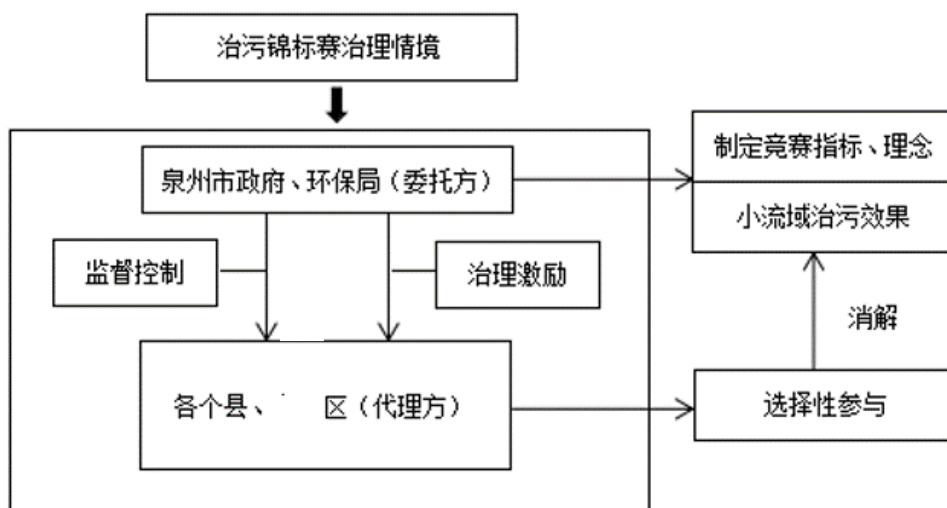 治污锦标赛治理情境
泉州市政府、环保局（委托方）
制定竞赛指标、理念
小流域治污效果
监督控制
治理激励
消解
各个县、 区（代理方）
选择性参与